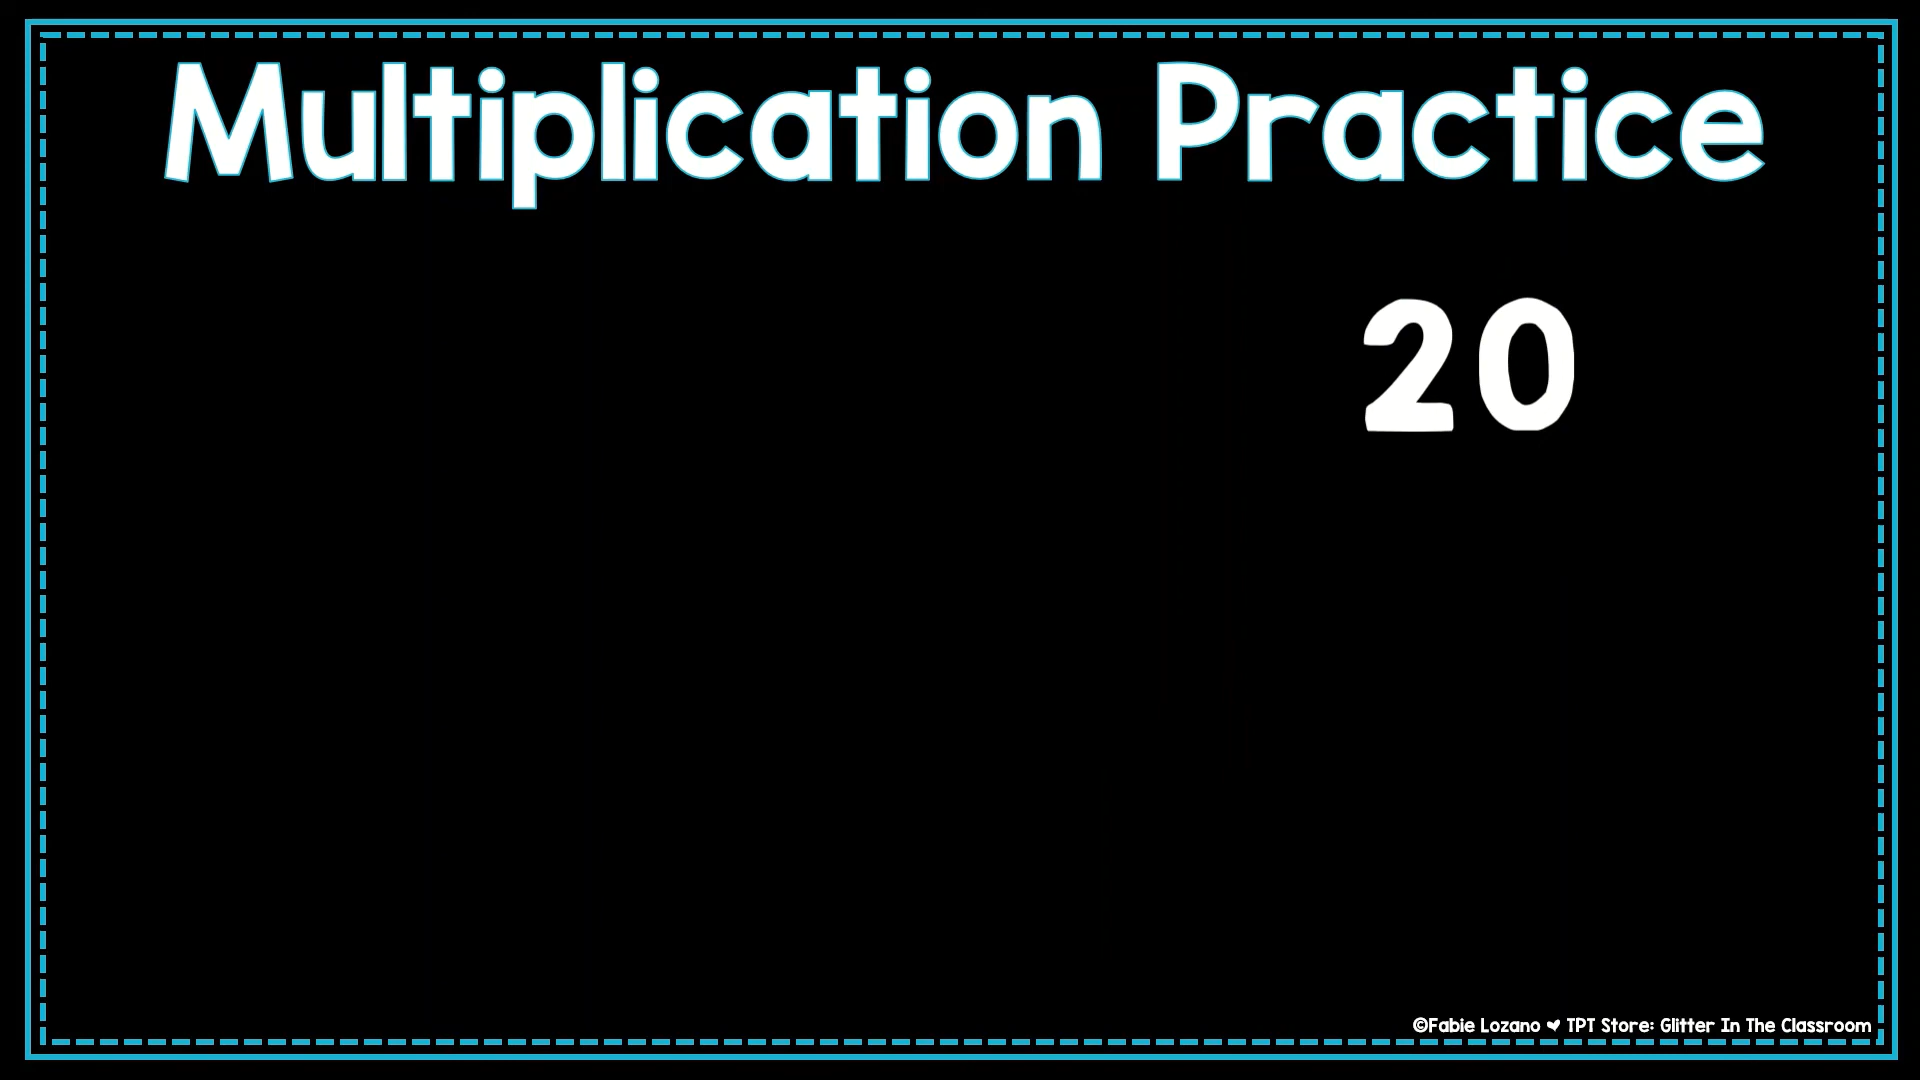 Multiplication Practice
20
©Fabie Lozano ❤ TPT Store: Glitter In The Classroom